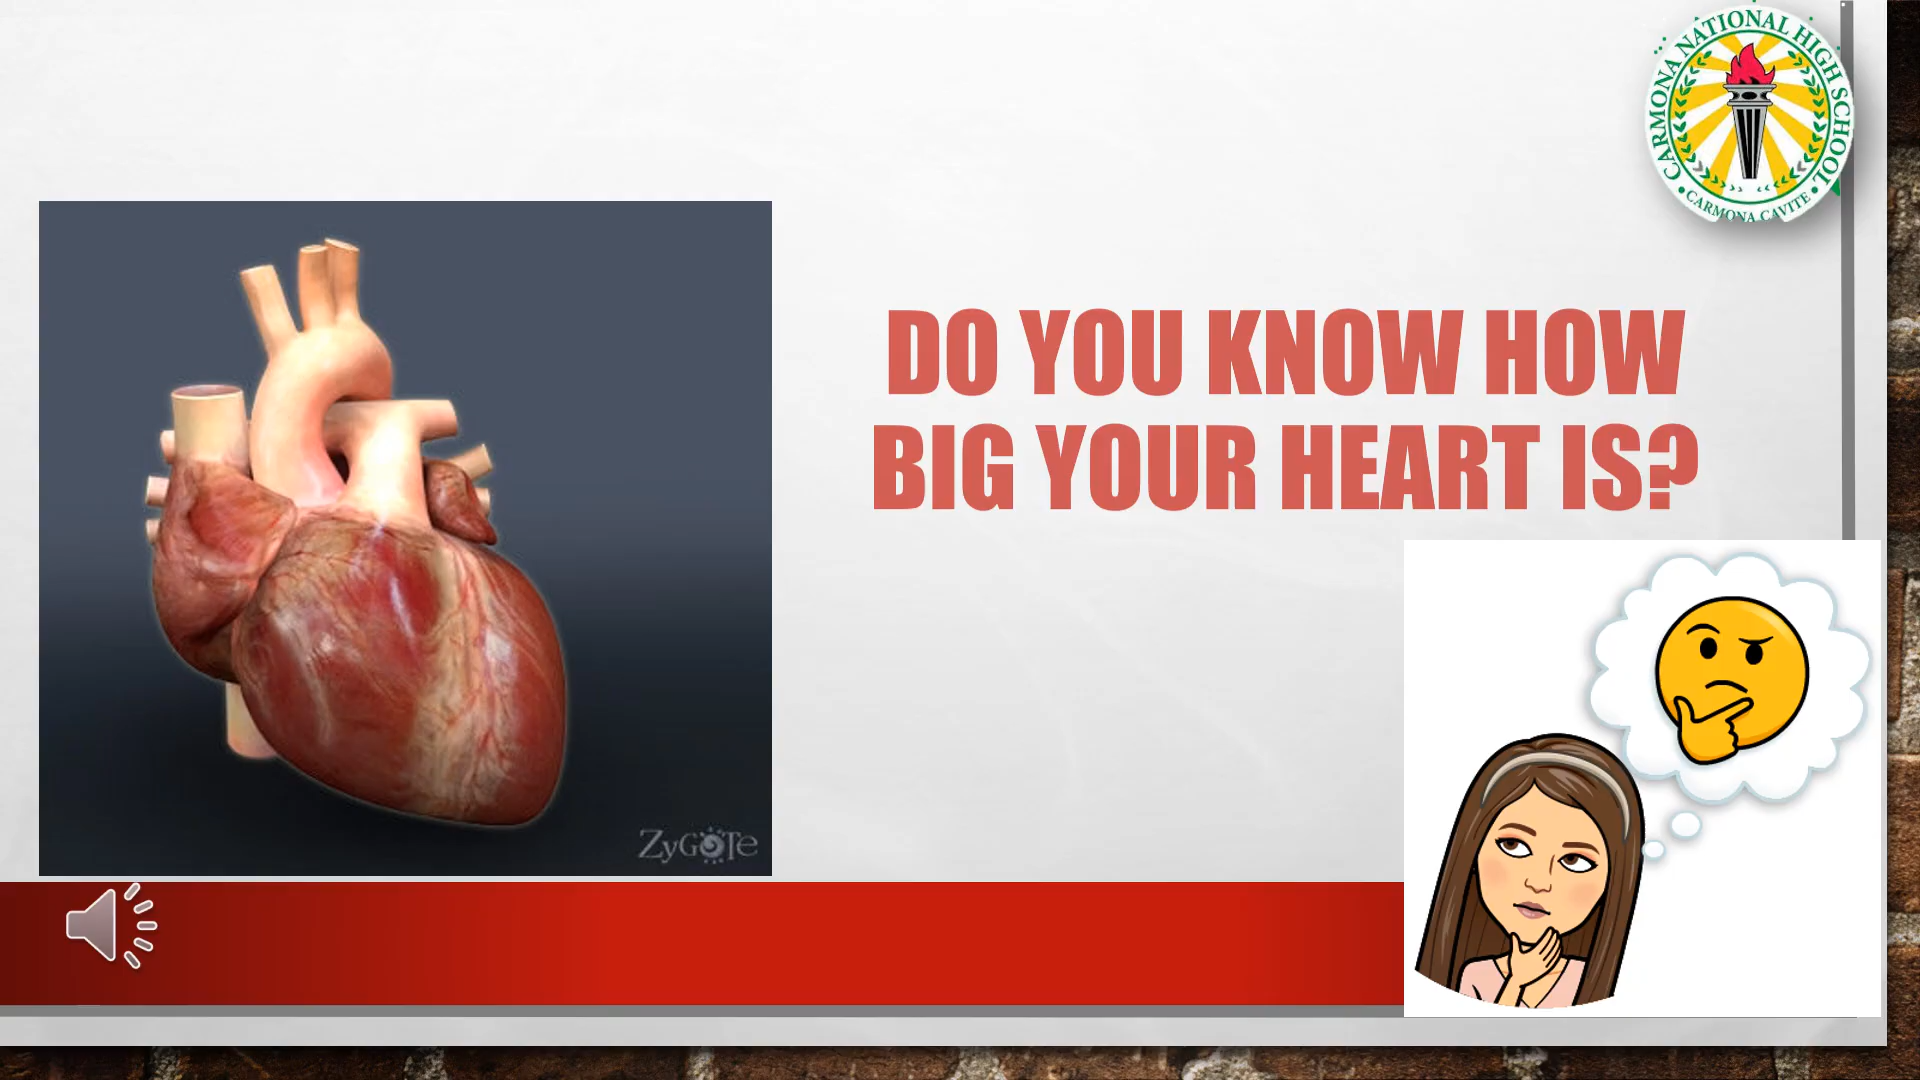 CARMONA NATIONAL HIGH SCHOOL
CARMONA CAVITE
DO YOU KNOW HOW
BIG YOUR HEART IS?
ZyGoTe